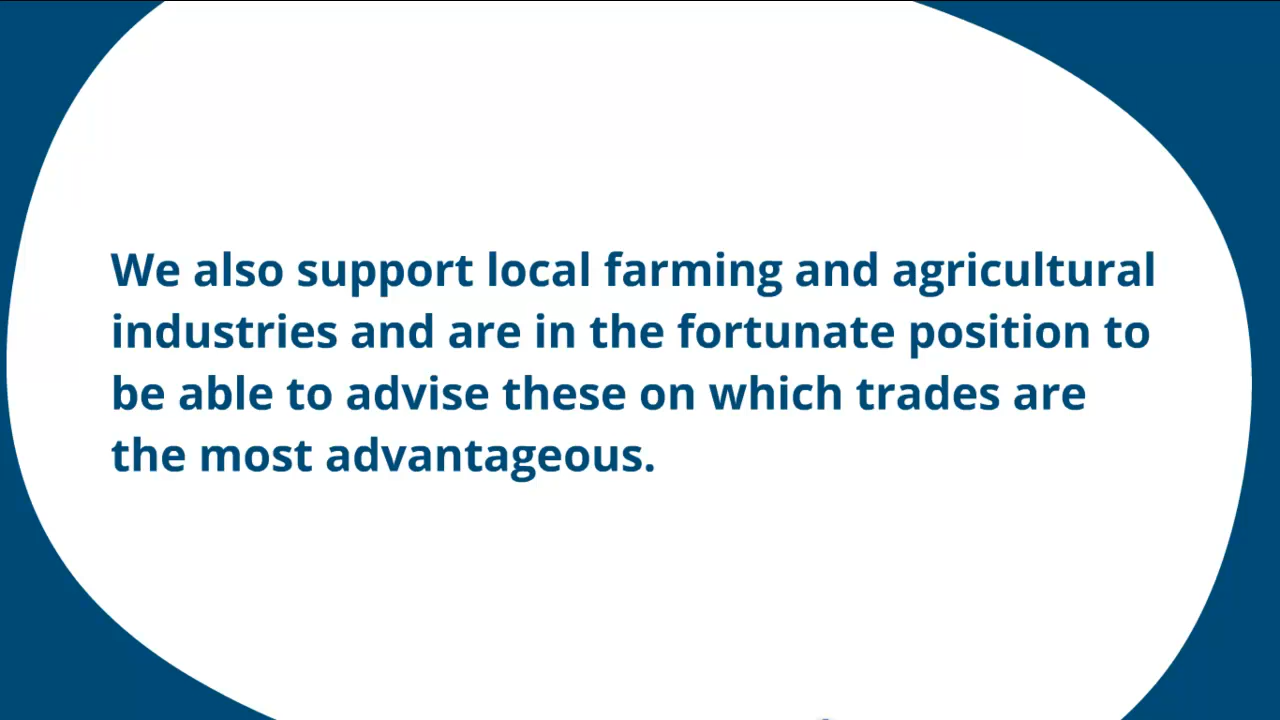 We also support local farming and agricultural
industries and are in the fortunate position to
be able to advise these on which trades are
the most advantageous.